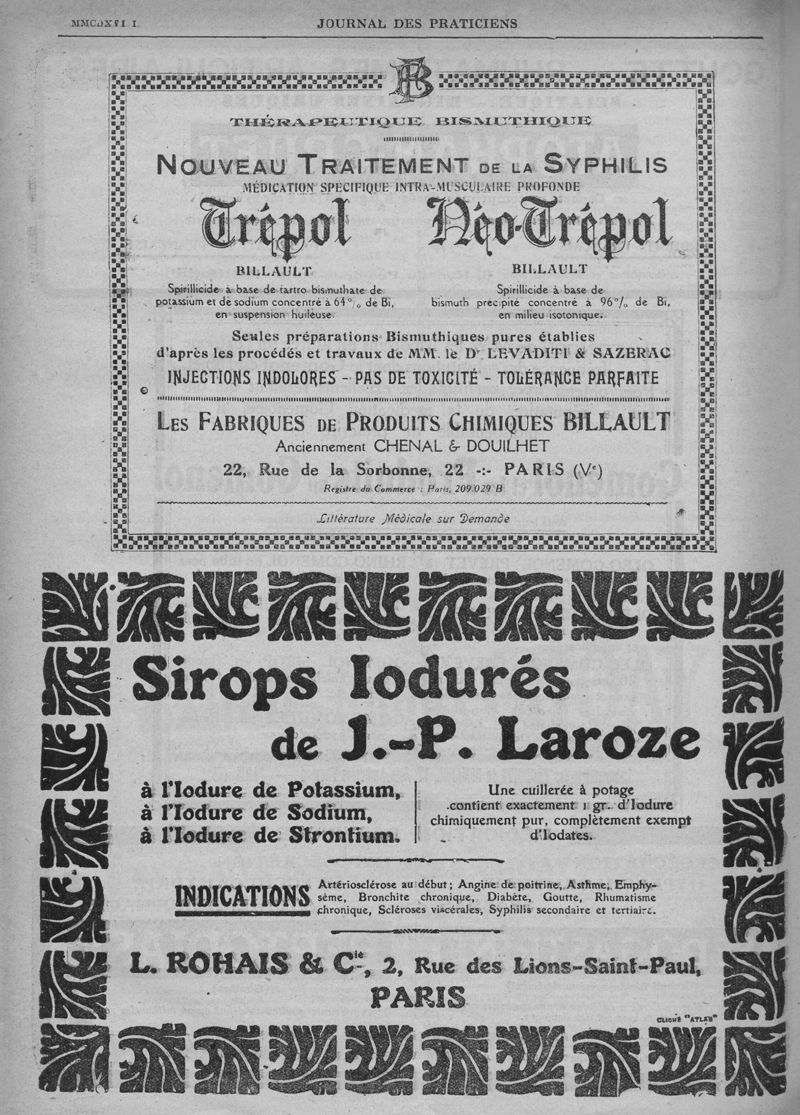 JOURNAL DES PRATICIENS
FB
THÉRAPEUTIQUE BISMUTHIQUE
NOUVEAU TRAITEMENT DE LA SYPHILIS
MÉDICATION SPÉCIFIQUE INTRA-MUSCULAIRE PROFONDE
Trépol
BILLAULT
Spirillicide à base de tartro bismuthate de
potassium et de sodium concentré à 64 % de Bi,
en suspension huileuse.
Néo-Trépol
BILLAULT
Spirillicide à base de
bismuth précipité concentré à 96 % de Bi,
en milieu isotonique.
Seules préparations Bismuthiques pures établies
d'après les procédés et travaux de MM. le Dr LEVADITI & SAZERAC
INJECTIONS INDOLORES - PAS DE TOXICITÉ - TOLÉRANCE PARFAITE
LES FABRIQUES DE PRODUITS CHIMIQUES BILLAULT
Anciennement CHENAL & DOUILHET
22, Rue de la Sorbonne, 22 -:- PARIS (Ve)
Registre du Commerce : Paris, 209.029 B
Littérature Médicale sur Demande
Sirops Iodurés
de J.-P. Laroze
à l'Iodure de Potassium,
à l'Iodure de Sodium,
à l'Iodure de Strontium.
Une cuillerée à potage
contient exactement 1 gr. d'Iodure
chimiquement pur, complètement exempt
d'Iodates.
INDICATIONS
Artériosclérose au début ; Angine de poitrine, Asthme, Emphy-
sème, Bronchite chronique, Diabète, Goutte, Rhumatisme
chronique, Scléroses viscérales, Syphilis secondaire et tertiaire.
L. ROHAIS & Cie, 2, Rue des Lions-Saint-Paul,
PARIS
CLICHÉ "ATLAS"